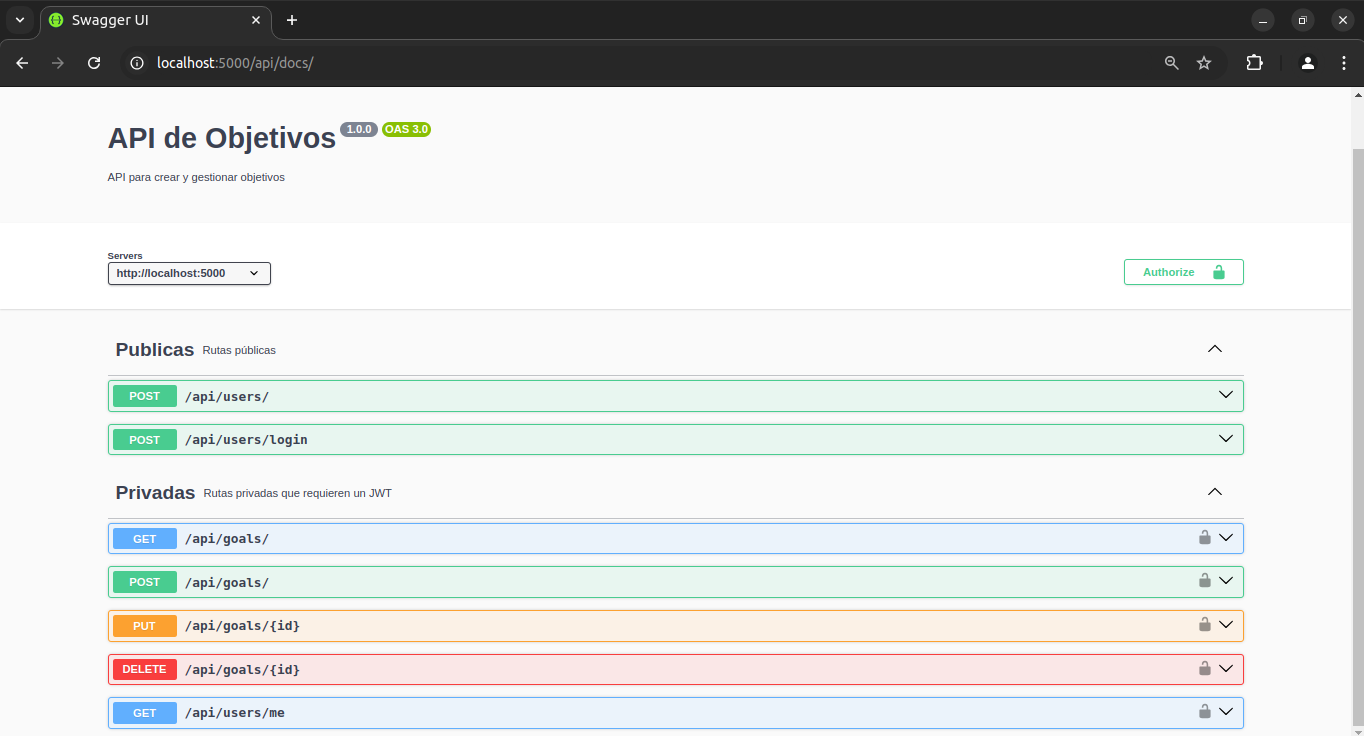 Swagger UI
localhost:5000/api/docs/
API de Objetivos 1.0.0 OAS 3.0
API para crear y gestionar objetivos
Servers
http://localhost:5000
Authorize
Publicas Rutas públicas
POST /api/users/
POST /api/users/login
Privadas Rutas privadas que requieren un JWT
GET /api/goals/
POST /api/goals/
PUT /api/goals/{id}
DELETE /api/goals/{id}
GET /api/users/me